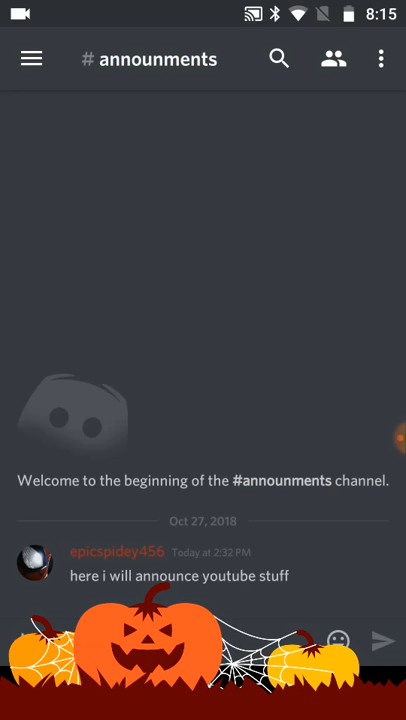 8:15
# announments
Welcome to the beginning of the #announments channel.
Oct 27, 2018
epicspidey456 Today at 2:32 PM
here i will announce youtube stuff